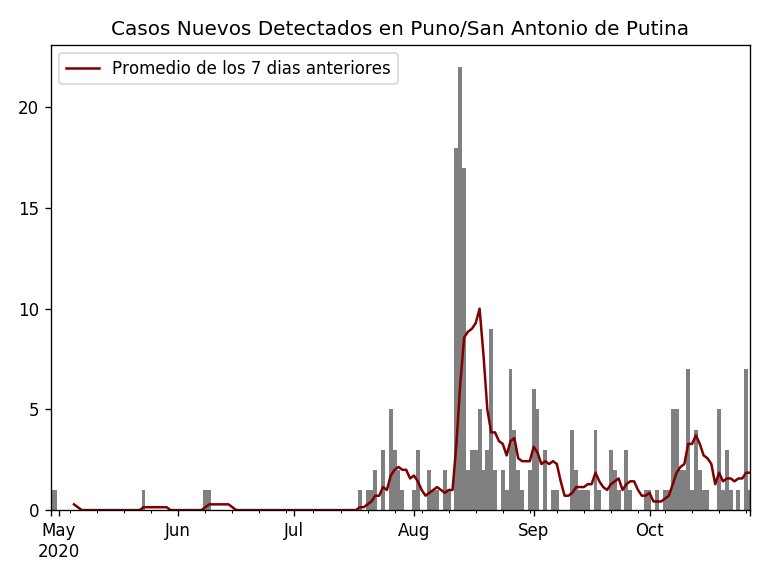 Casos Nuevos Detectados en Puno/San Antonio de Putina
Promedio de los 7 dias anteriores
20
15
10
5
0
May Jun Jul Aug Sep Oct
2020